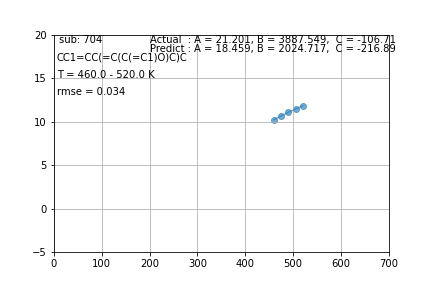 sub: 704
Actual : A = 21.201, B = 3887.549, C = -106.71
Predict : A = 18.459, B = 2024.717, C = -216.89
CC1=CC(=C(C(=C1)O)C)C
T = 460.0 - 520.0 K
rmse = 0.034
20
15
10
5
0
−5
0 100 200 300 400 500 600 700